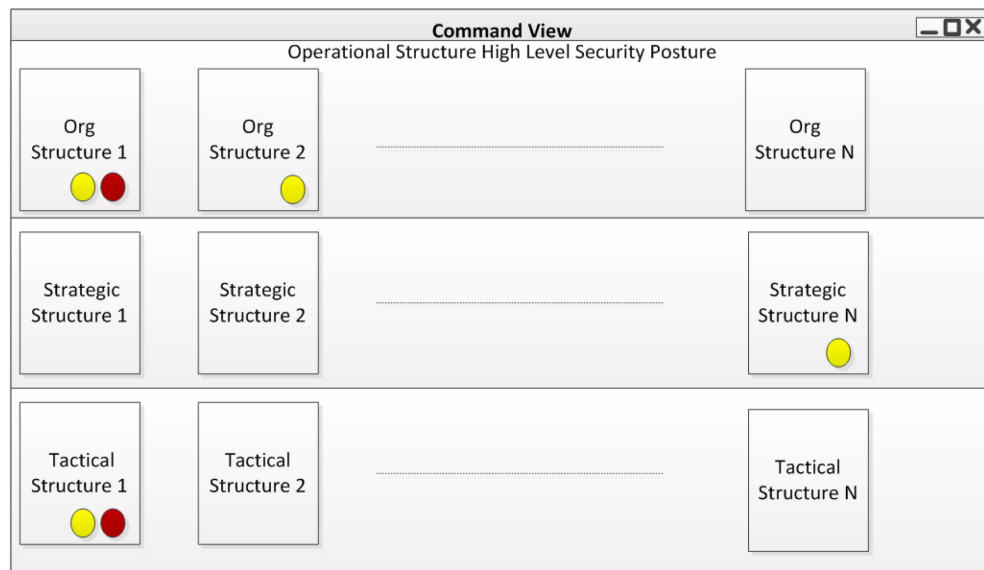 Command View
Operational Structure High Level Security Posture
Org
Structure 1
Org
Structure 2
Org
Structure N
Strategic
Structure 1
Strategic
Structure 2
Strategic
Structure N
Tactical
Structure 1
Tactical
Structure 2
Tactical
Structure N